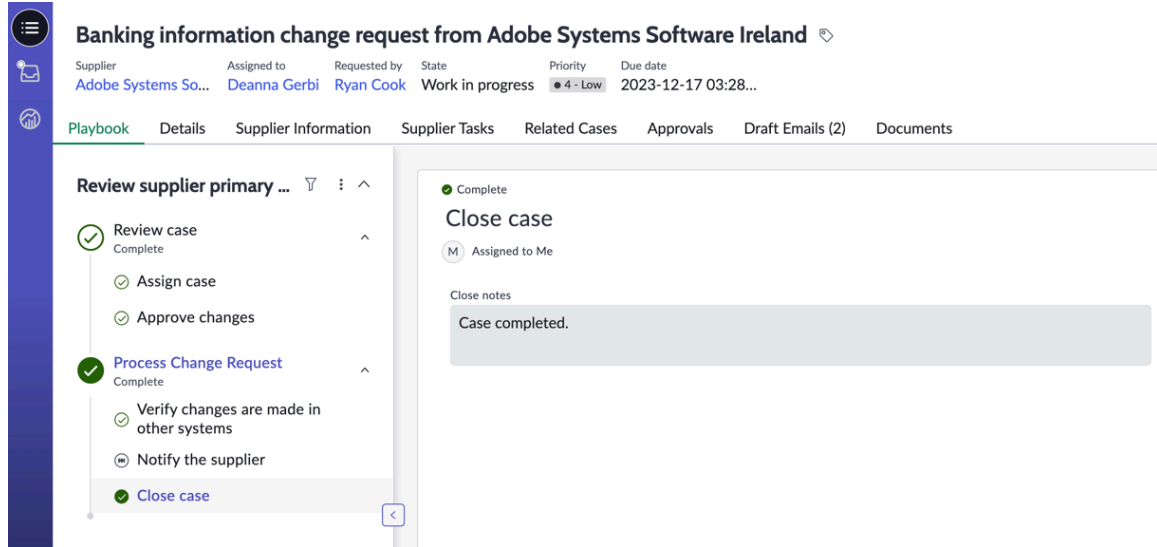 Banking information change request from Adobe Systems Software Ireland
Supplier
Assigned to
Requested by
State
Priority
Due date
Adobe Systems So...
Deanna Gerbi
Ryan Cook
Work in progress
4 - Low
2023-12-17 03:28...
Playbook
Details
Supplier Information
Supplier Tasks
Related Cases
Approvals
Draft Emails (2)
Documents
Review supplier primary ...
Review case
Complete
Assign case
Approve changes
Process Change Request
Complete
Verify changes are made in
other systems
Notify the supplier
Close case
Complete
Close case
M
Assigned to Me
Close notes
Case completed.